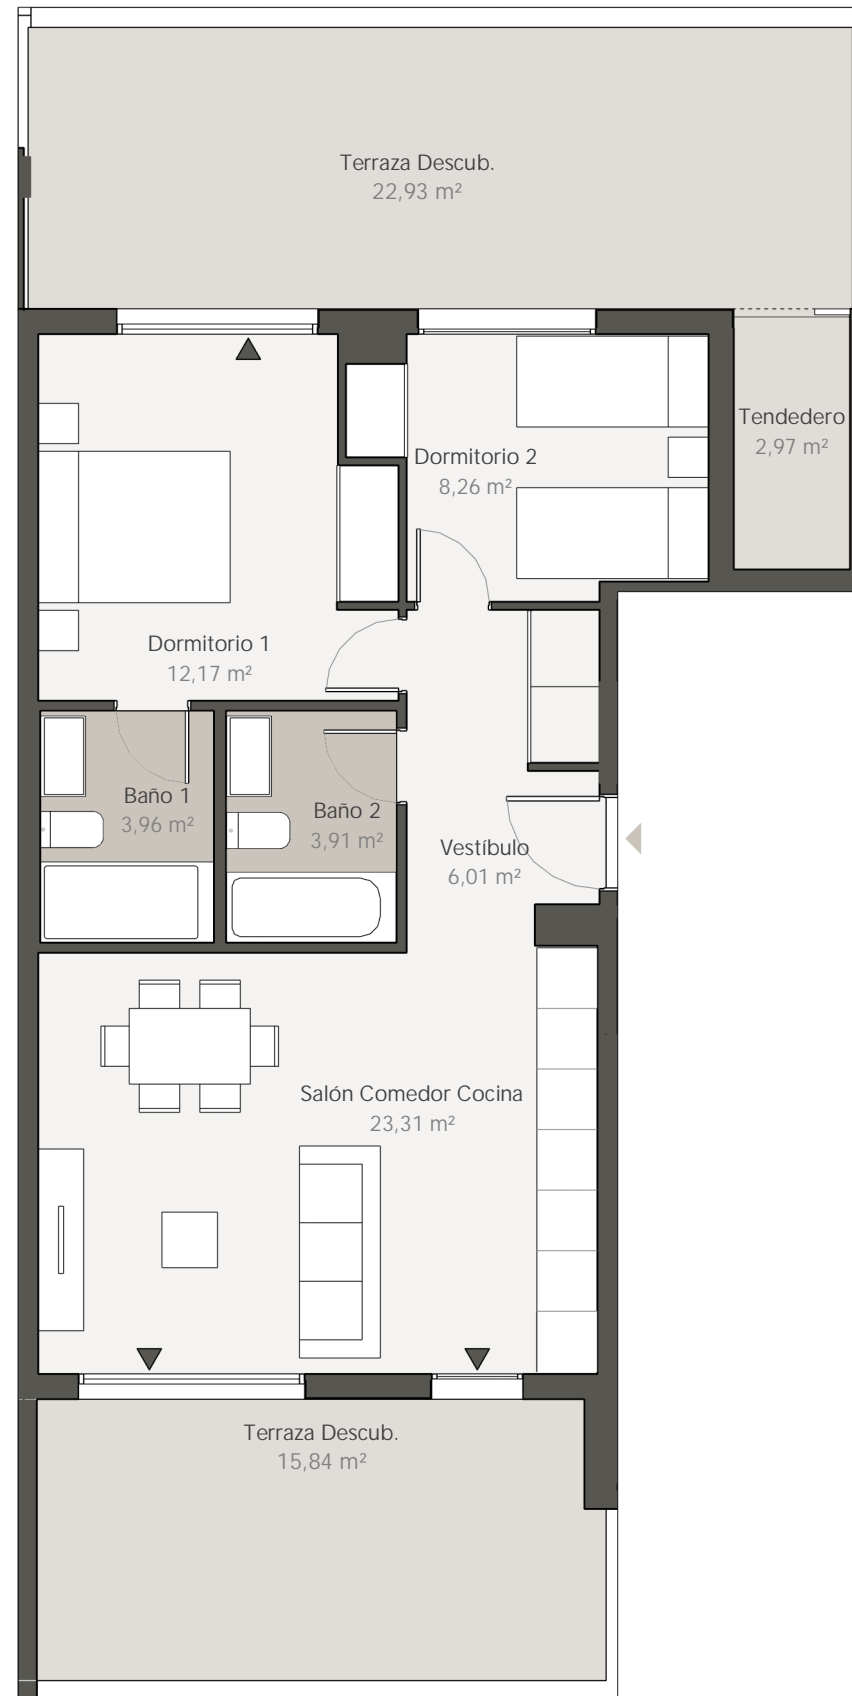 Terraza Descub.
22,93 m²
Tendedero
2,97 m²
Dormitorio 2
8,26 m²
Dormitorio 1
12,17 m²
Baño 1
3,96 m²
Baño 2
3,91 m²
Vestíbulo
6,01 m²
Salón Comedor Cocina
23,31 m²
Terraza Descub.
15,84 m²